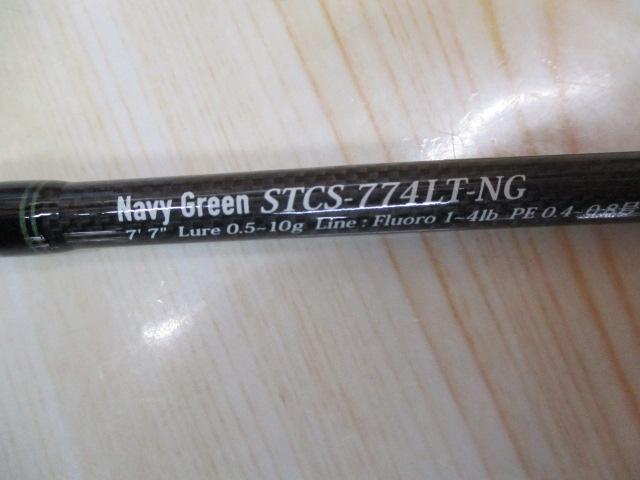 Navy Green STCS-774LT-NG
7' 7" Lure 0.5~10g Line : Fluoro 1~4lb PE 0.4~0.8号